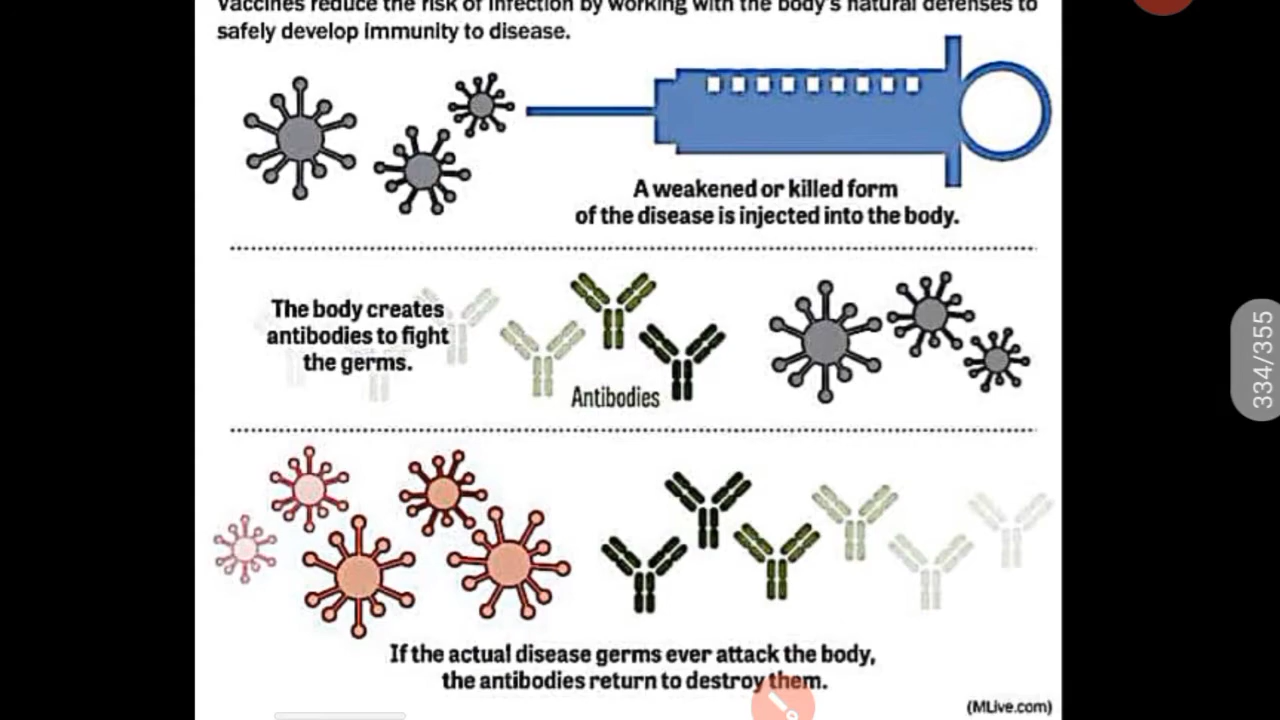 Vaccines reduce the risk of infection by working with the body's natural defenses to
safely develop immunity to disease.
A weakened or killed form
of the disease is injected into the body.
The body creates
antibodies to fight
the germs.
Antibodies
If the actual disease germs ever attack the body,
the antibodies return to destroy them.
(MLive.com)
334/355